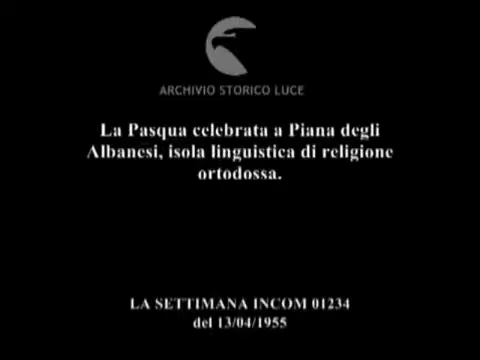 ARCHIVIO STORICO LUCE
La Pasqua celebrata a Piana degli
Albanesi, isola linguistica di religione
ortodossa.
LA SETTIMANA INCOM 01234
del 13/04/1955